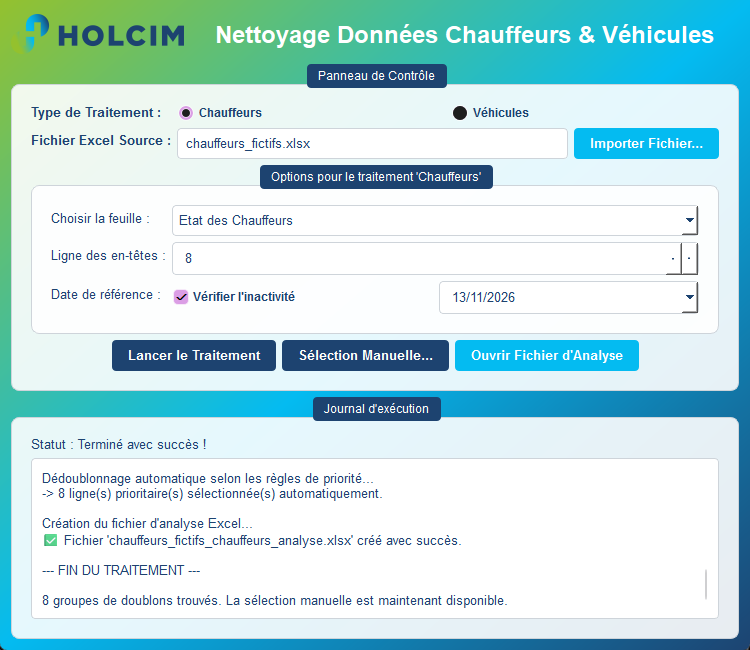 HOLCIM
Nettoyage Données Chauffeurs & Véhicules
Panneau de Contrôle
Type de Traitement :
Chauffeurs
Véhicules
Fichier Excel Source :
chauffeurs_fictifs.xlsx
Importer Fichier...
Options pour le traitement 'Chauffeurs'
Choisir la feuille :
Etat des Chauffeurs
Ligne des en-têtes :
8
Date de référence :
Vérifier l'inactivité
13/11/2026
Lancer le Traitement
Sélection Manuelle...
Ouvrir Fichier d'Analyse
Journal d'exécution
Statut : Terminé avec succès !
Dédoublonnage automatique selon les règles de priorité...
-> 8 ligne(s) prioritaire(s) sélectionnée(s) automatiquement.
Création du fichier d'analyse Excel...
✅ Fichier 'chauffeurs_fictifs_chauffeurs_analyse.xlsx' créé avec succès.
--- FIN DU TRAITEMENT ---
8 groupes de doublons trouvés. La sélection manuelle est maintenant disponible.